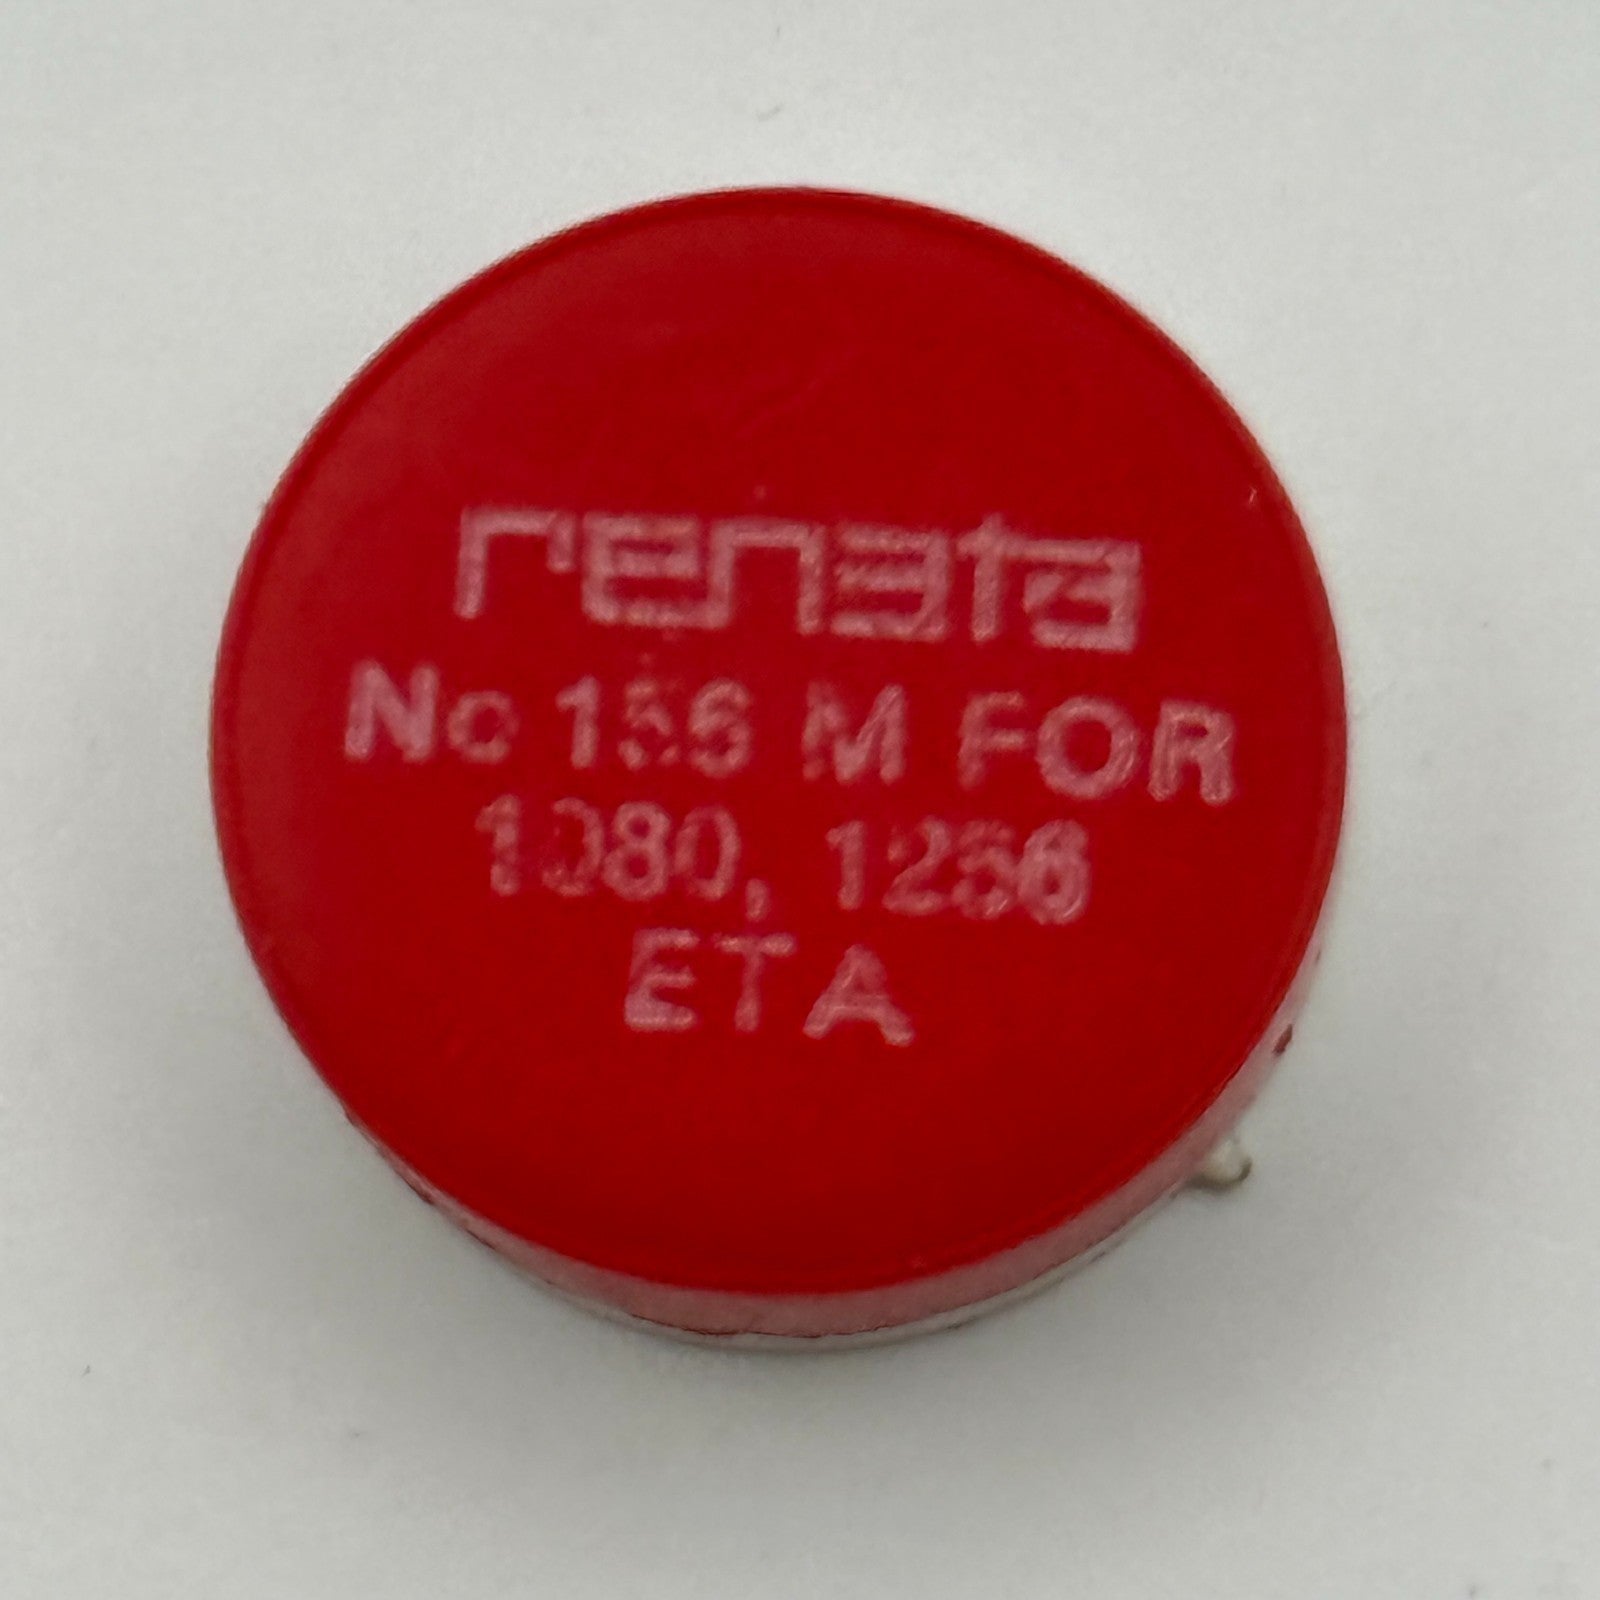 renata
No 156 M FOR
1080, 1256
ETA